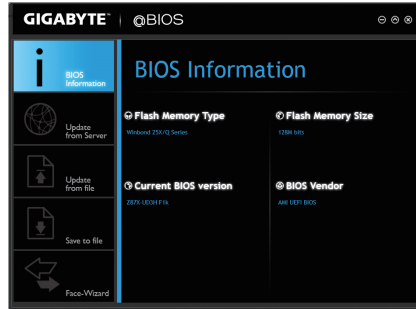 GIGABYTE™ @BIOS
BIOS
Information
Update
from Server
Update
from file
Save to file
Face-Wizard
BIOS Information
Flash Memory Type
Winbond 25X/Q Series
Flash Memory Size
128M bits
Current BIOS version
Z87X-UD3H F1k
BIOS Vendor
AMI UEFI BIOS